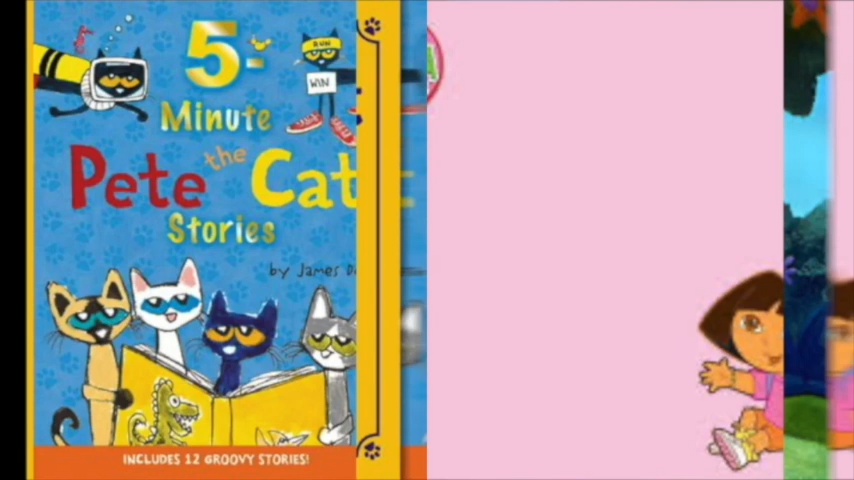 5-
RUN
WIN
Minute
Pete the Cat
Stories
by James
INCLUDES 12 GROOVY STORIES!